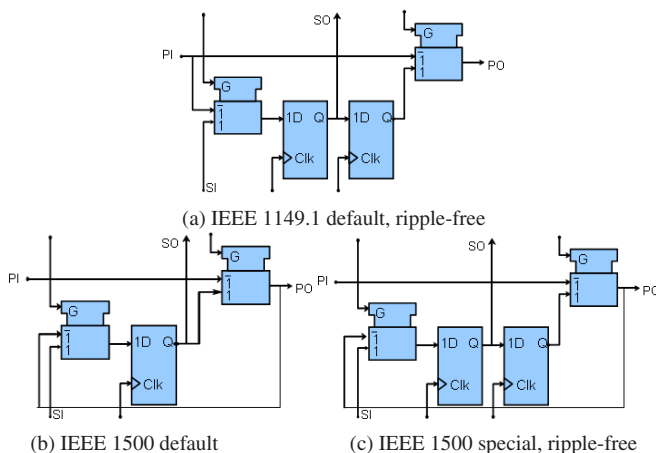 SO
G
PI
1
1
PO
G
1
1
1D Q
1D Q
Clk
Clk
SI
(a) IEEE 1149.1 default, ripple-free
SO
G
PI
1
1
PO
G
1
1
1D Q
Clk
SI
(b) IEEE 1500 default
SO
G
PI
1
1
PO
G
1
1
1D Q
1D Q
Clk
Clk
SI
(c) IEEE 1500 special, ripple-free